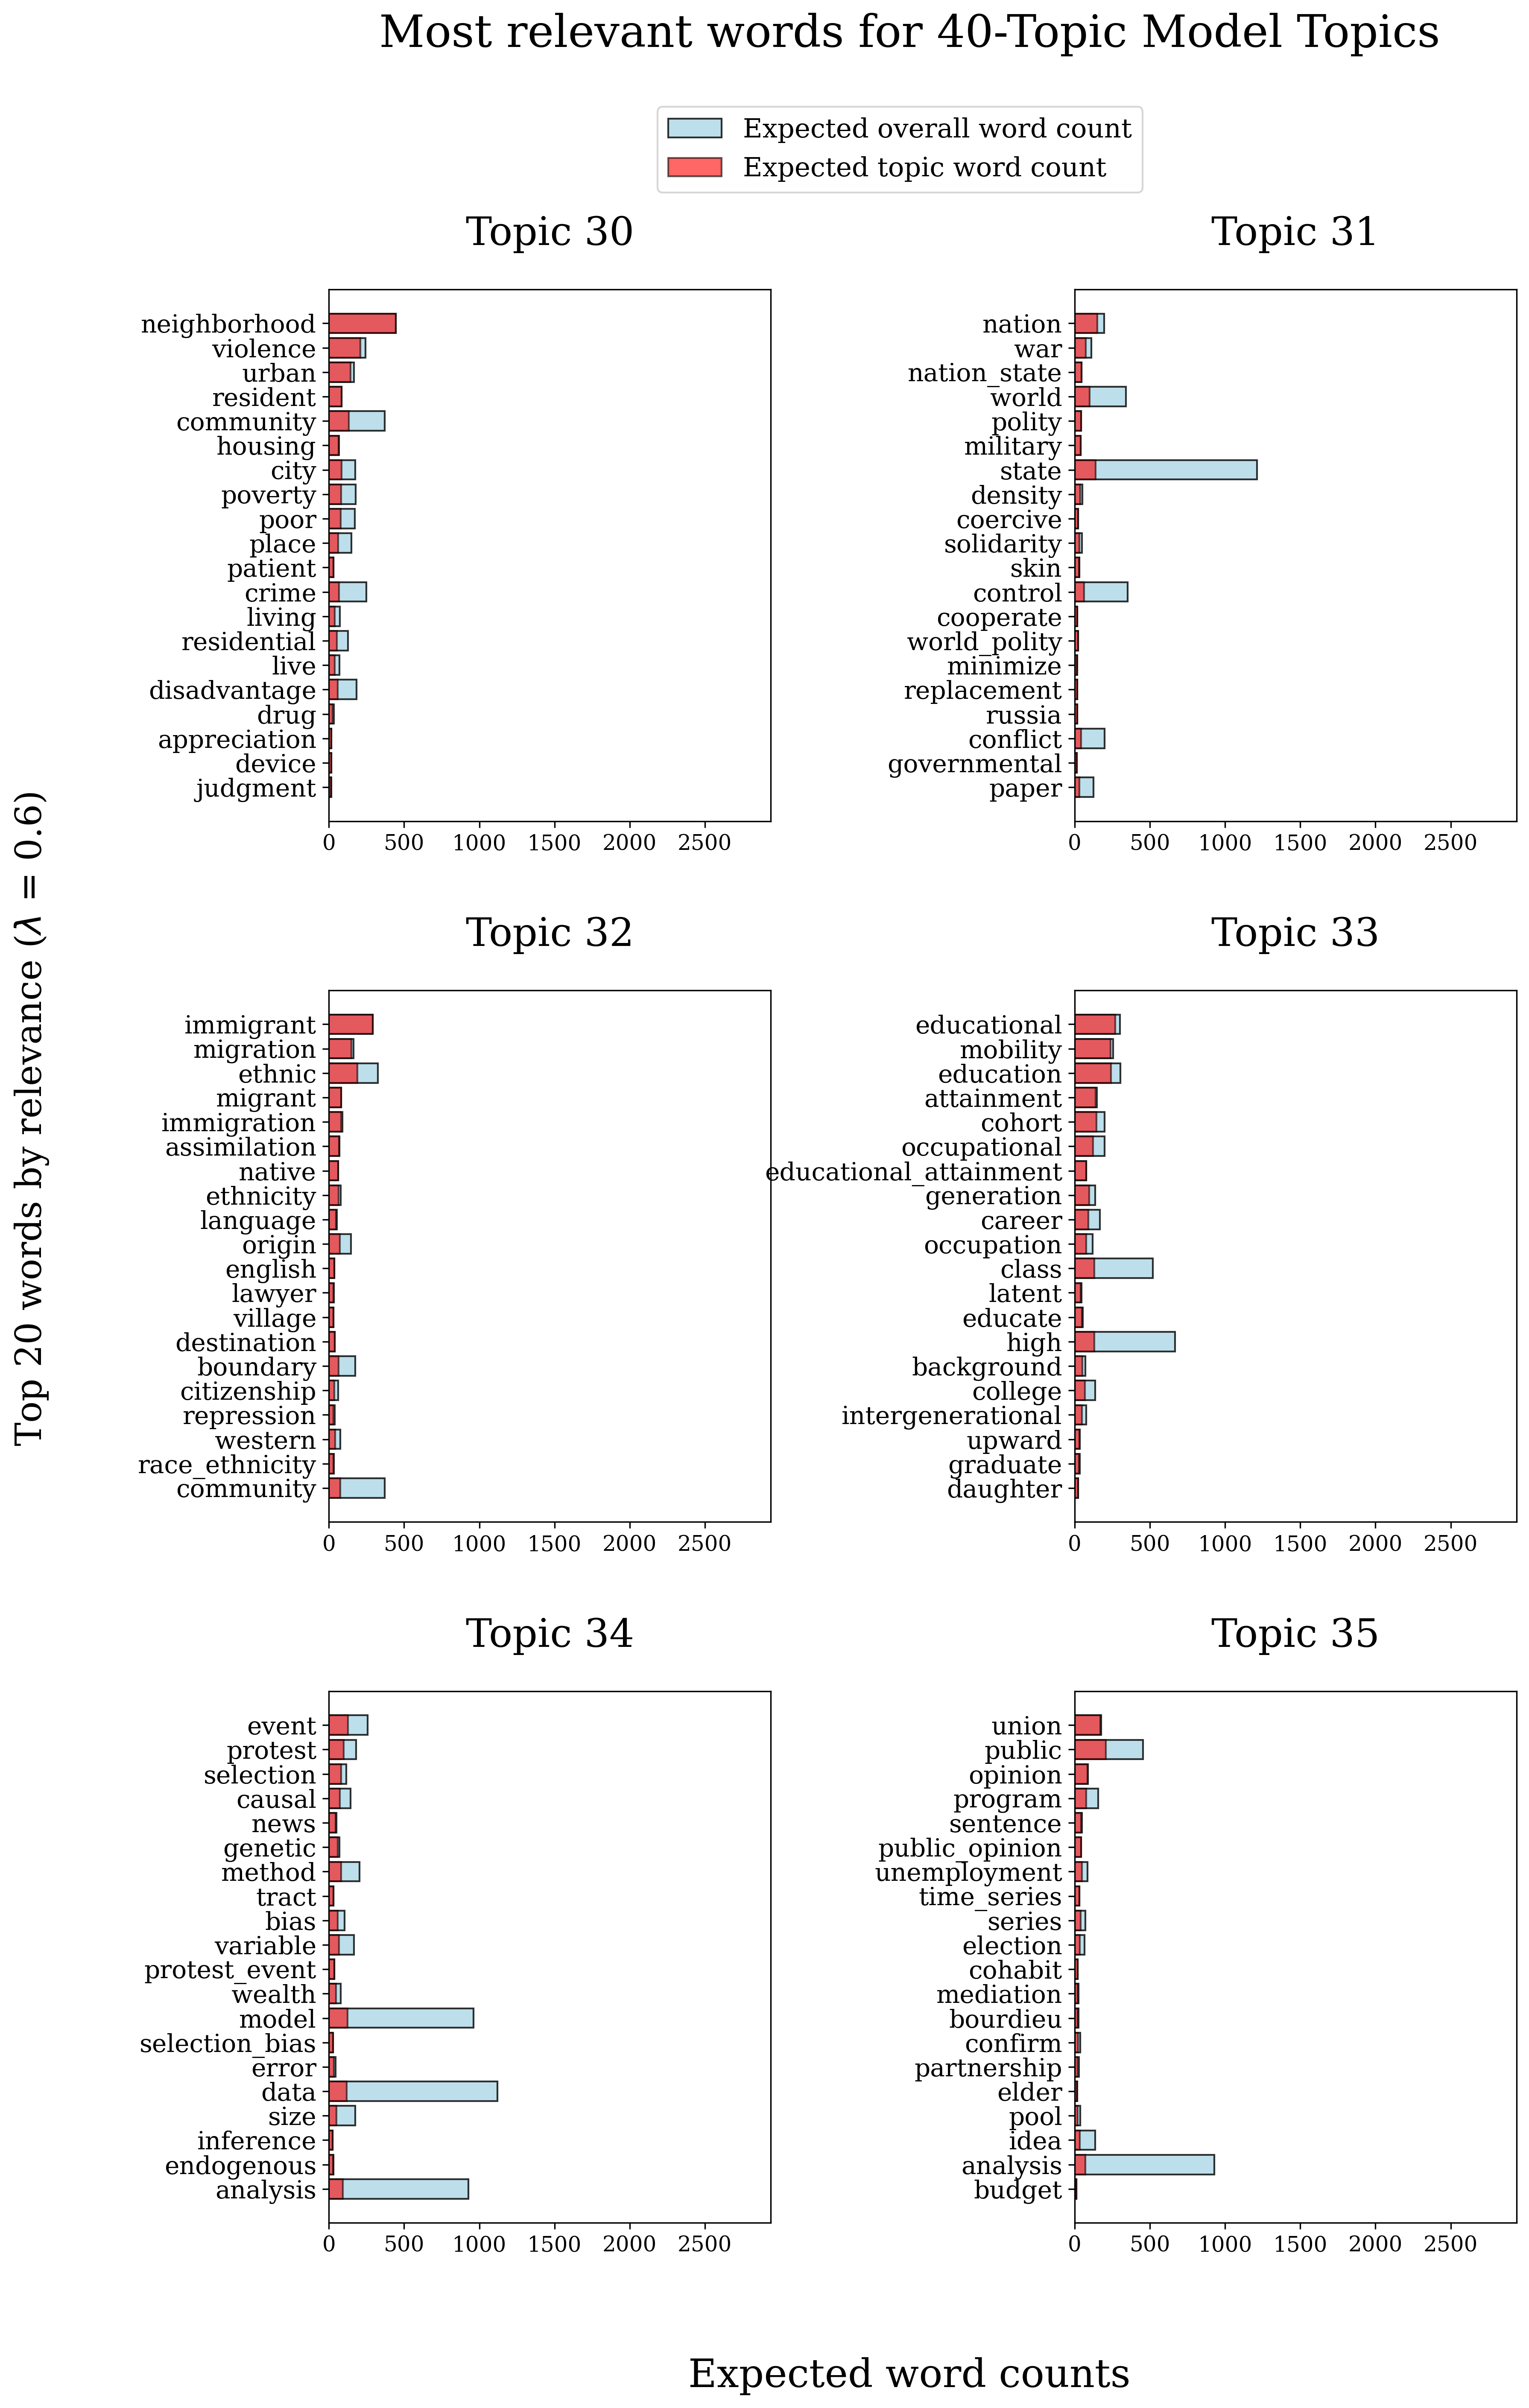 Most relevant words for 40-Topic Model Topics
Expected overall word count
Expected topic word count
Top 20 words by relevance (λ = 0.6)
Topic 30
neighborhood
violence
urban
resident
community
housing
city
poverty
poor
place
patient
crime
living
residential
live
disadvantage
drug
appreciation
device
judgment
0 500 1000 1500 2000 2500
Topic 31
nation
war
nation_state
world
polity
military
state
density
coercive
solidarity
skin
control
cooperate
world_polity
minimize
replacement
russia
conflict
governmental
paper
0 500 1000 1500 2000 2500
Topic 32
immigrant
migration
ethnic
migrant
immigration
assimilation
native
ethnicity
language
origin
english
lawyer
village
destination
boundary
citizenship
repression
western
race_ethnicity
community
0 500 1000 1500 2000 2500
Topic 33
educational
mobility
education
attainment
cohort
occupational
educational_attainment
generation
career
occupation
class
latent
educate
high
background
college
intergenerational
upward
graduate
daughter
0 500 1000 1500 2000 2500
Topic 34
event
protest
selection
causal
news
genetic
method
tract
bias
variable
protest_event
wealth
model
selection_bias
error
data
size
inference
endogenous
analysis
0 500 1000 1500 2000 2500
Topic 35
union
public
opinion
program
sentence
public_opinion
unemployment
time_series
series
election
cohabit
mediation
bourdieu
confirm
partnership
elder
pool
idea
analysis
budget
0 500 1000 1500 2000 2500
Expected word counts